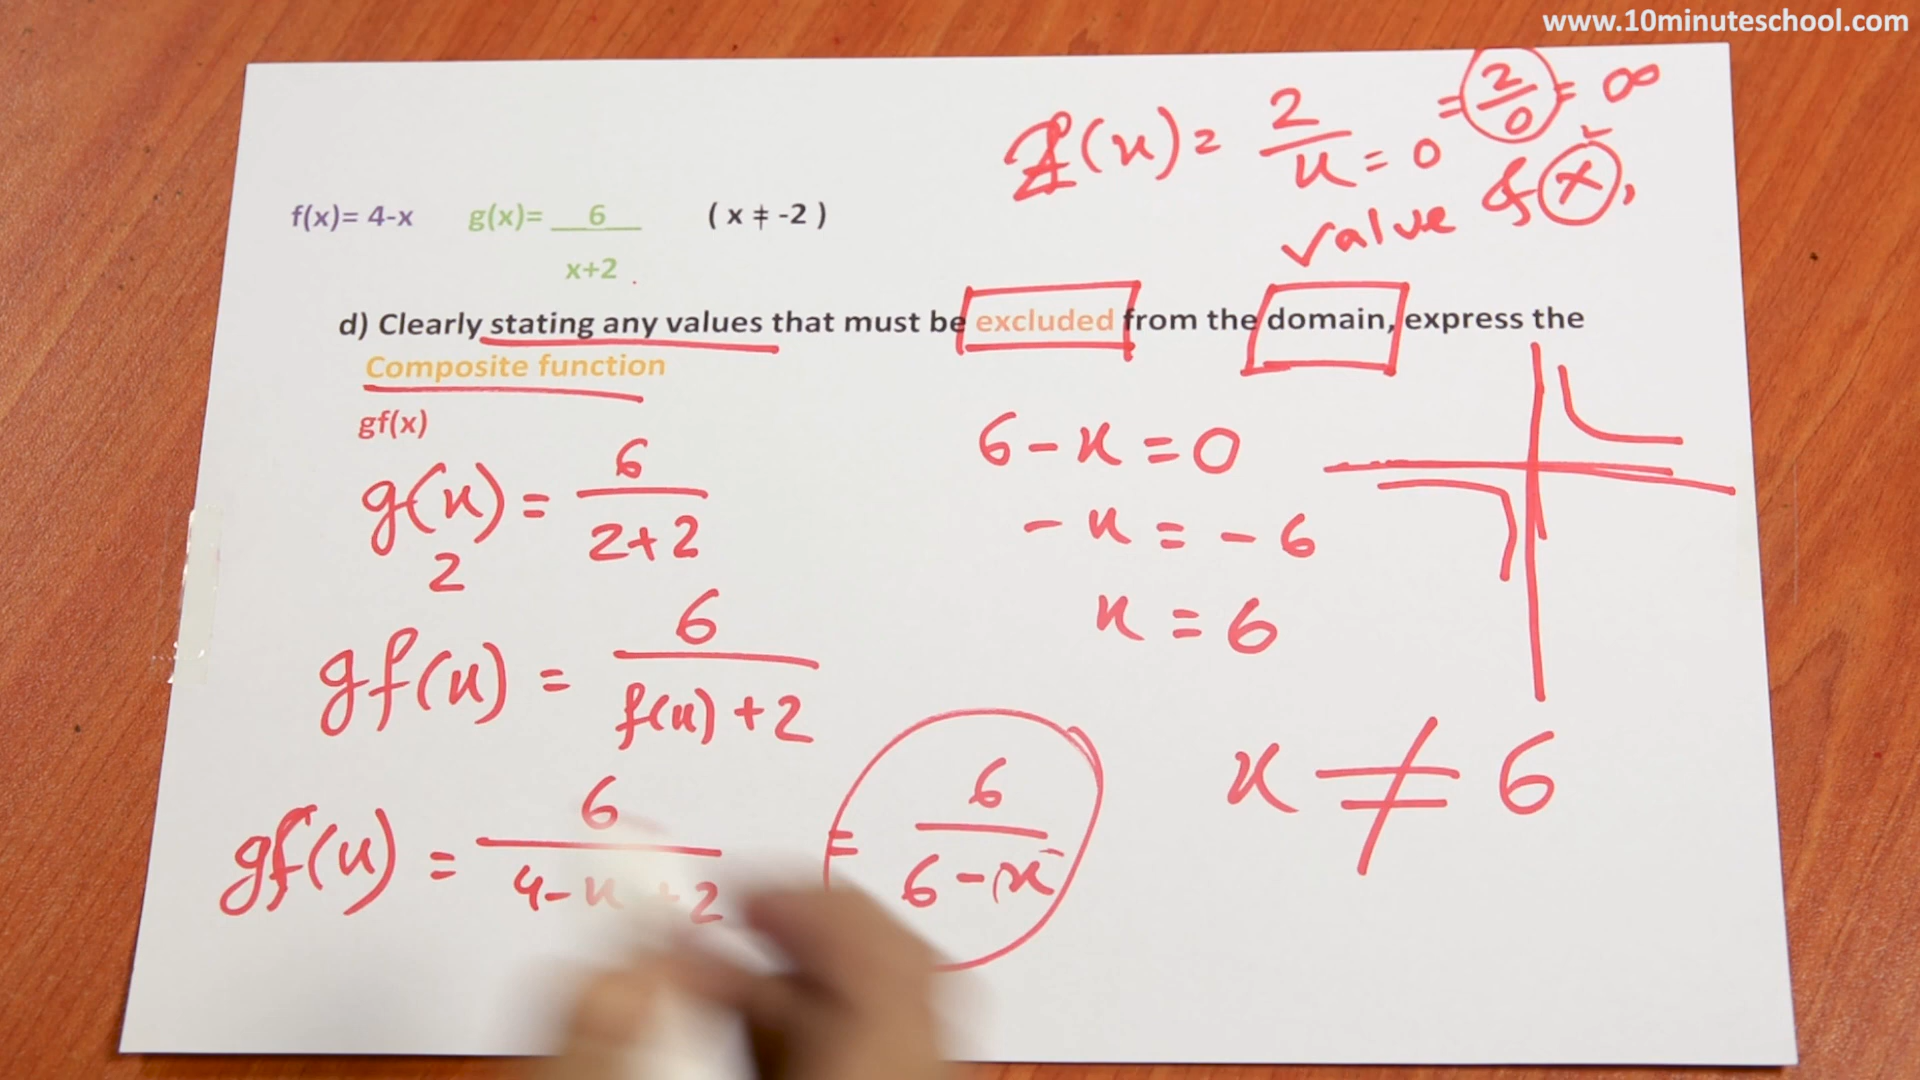 www.10minuteschool.com
f(x) = 2/x = 0 = 2/0 = ∞
value of x,
f(x)= 4-x g(x)= 6 ( x ≠ -2 )
x+2
d) Clearly stating any values that must be excluded from the domain, express the
Composite function
gf(x)
g(x) = 6/2+2
2
gf(x) = 6/f(x)+2
gf(x) = 6/4-x+2 = 6/6-x
6-x = 0
-x = -6
x = 6
x ≠ 6